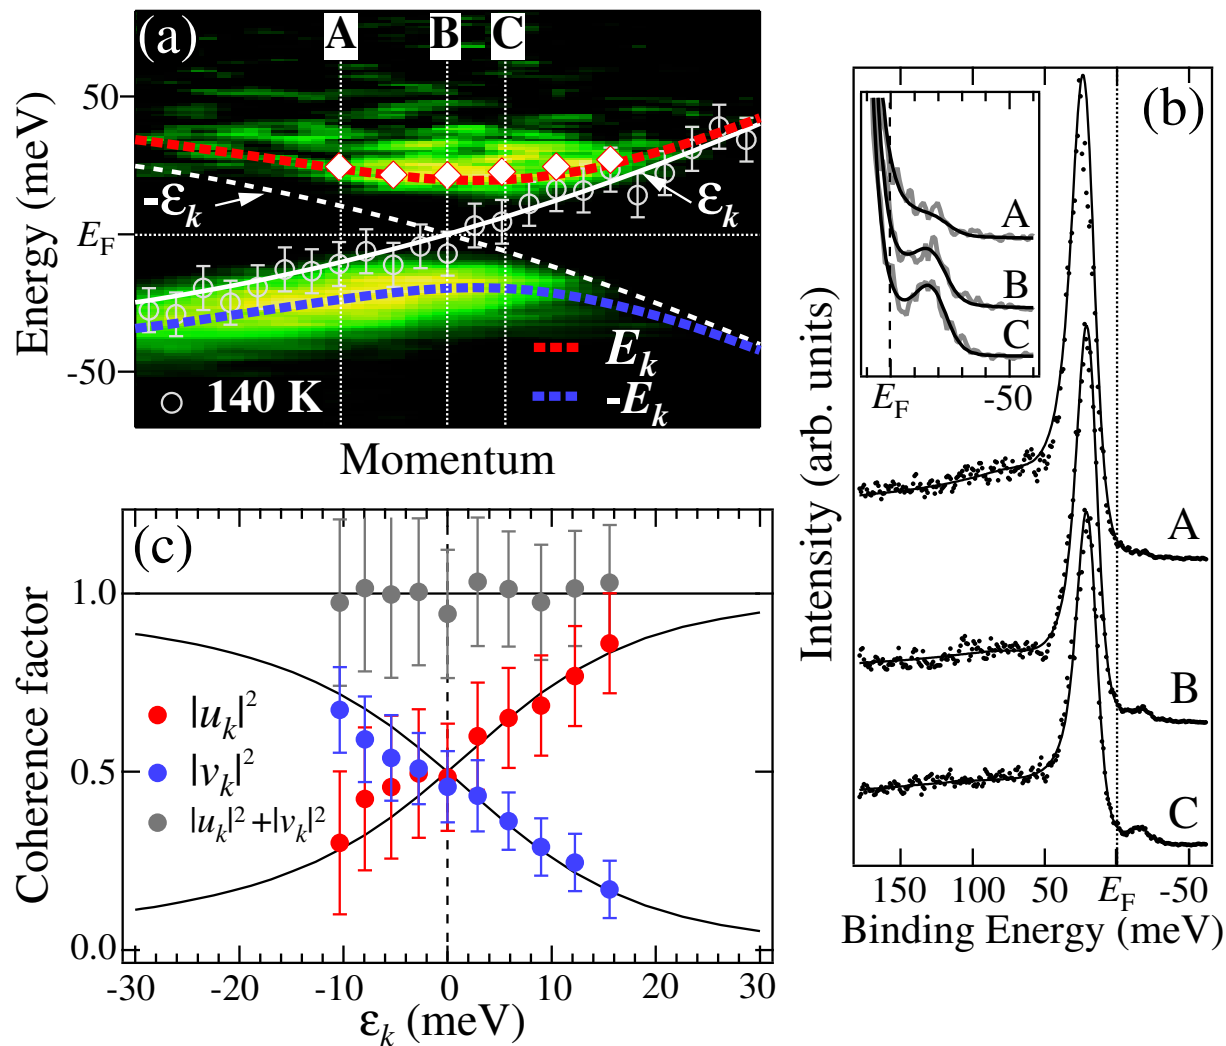 (a)
A
B
C
Energy (meV)
50
E_F
-50
-ε_k
ε_k
E_k
-E_k
140 K
Momentum
(b)
Intensity (arb. units)
A
B
C
E_F
-50
A
B
C
150
100
50
E_F
-50
Binding Energy (meV)
(c)
Coherence factor
1.0
0.5
0.0
|u_k|^2
|v_k|^2
|u_k|^2+|v_k|^2
-30
-20
-10
0
10
20
30
ε_k (meV)